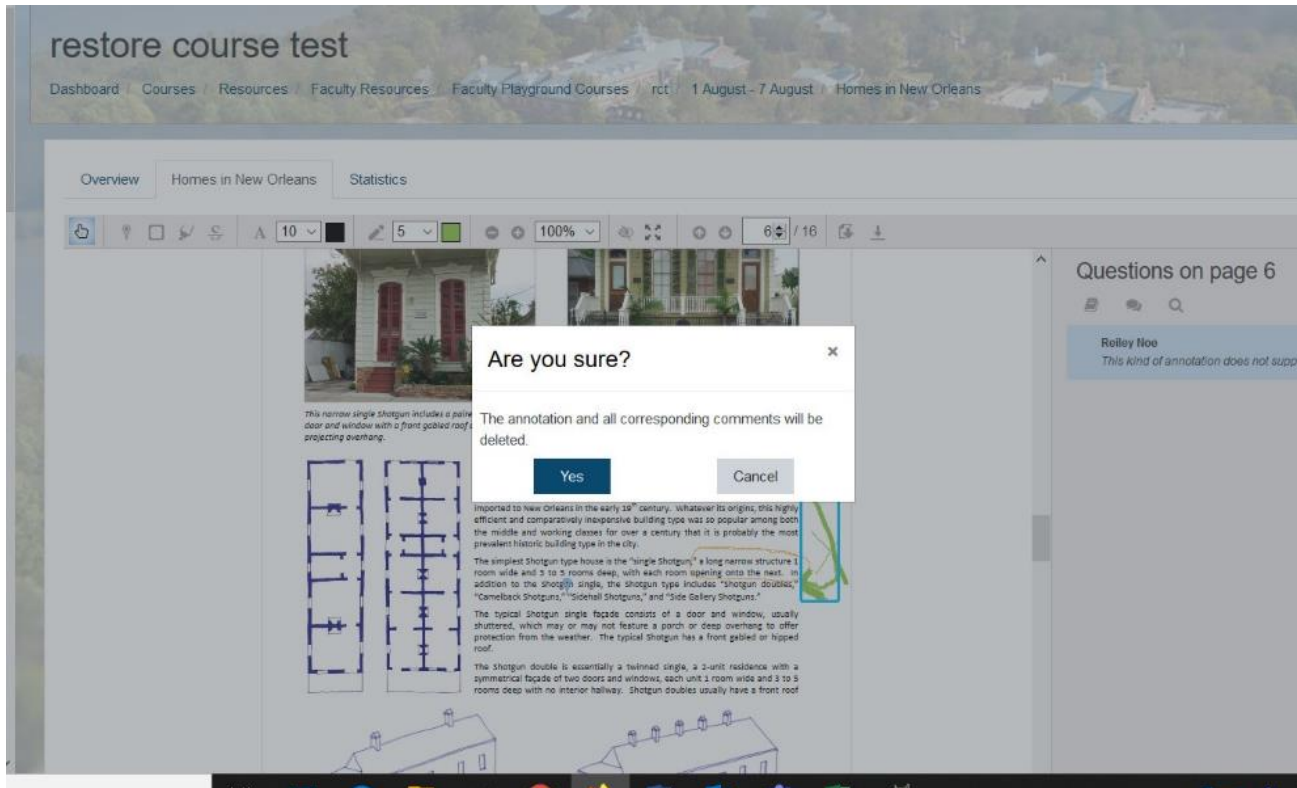 restore course test
Dashboard / Courses / Resources / Faculty Resources / Faculty Playground Courses / rct / 1 August - 7 August / Homes in New Orleans
Overview Homes in New Orleans Statistics
A 10 5 100% 6 / 16
Questions on page 6
Reiley Noe
This kind of annotation does not supp
Are you sure?
×
The annotation and all corresponding comments will be
deleted.
Yes Cancel
This narrow single Shotgun includes a paire
door and window with a front gabled roof
projecting overhang.
imported to New Orleans in the early 19th century. Whatever its origins, this highly
efficient and comparatively inexpensive building type was so popular among both
the middle and working classes for over a century that it is probably the most
prevalent historic building type in the city.
The simplest Shotgun type house is the "single Shotgun," a long narrow structure 1
room wide and 3 to 5 rooms deep, with each room opening onto the next. In
addition to the Shotgun single, the Shotgun type includes "Shotgun doubles,"
"Camelback Shotguns," "Sidehall Shotguns," and "Side Gallery Shotguns."
The typical Shotgun single façade consists of a door and window, usually
shuttered, which may or may not feature a porch or deep overhang to offer
protection from the weather. The typical Shotgun has a front gabled or hipped
roof.
The Shotgun double is essentially a twinned single, a 2-unit residence with a
symmetrical façade of two doors and windows, each unit 1 room wide and 3 to 5
rooms deep with no interior hallway. Shotgun doubles usually have a front roof